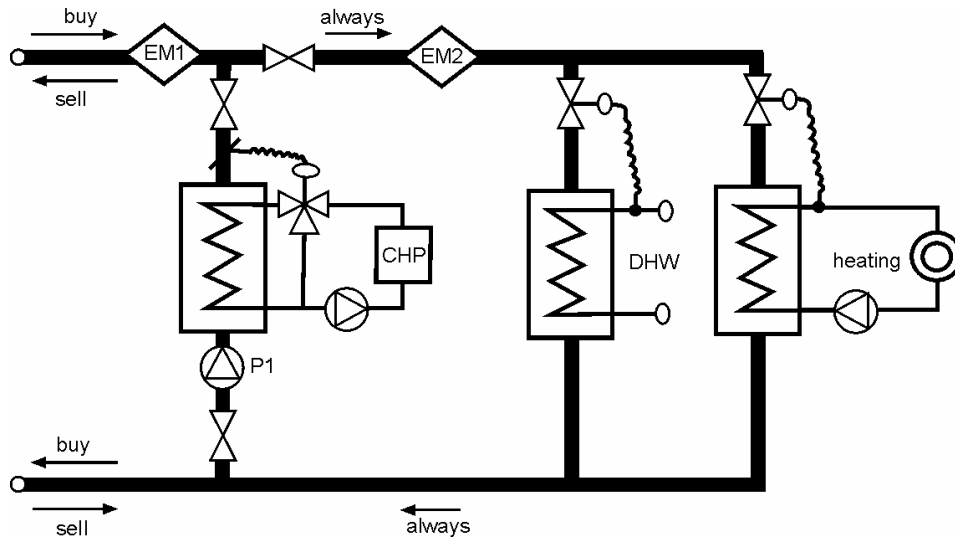 buy
always
EM1
EM2
sell
CHP
DHW
heating
P1
buy
sell
always